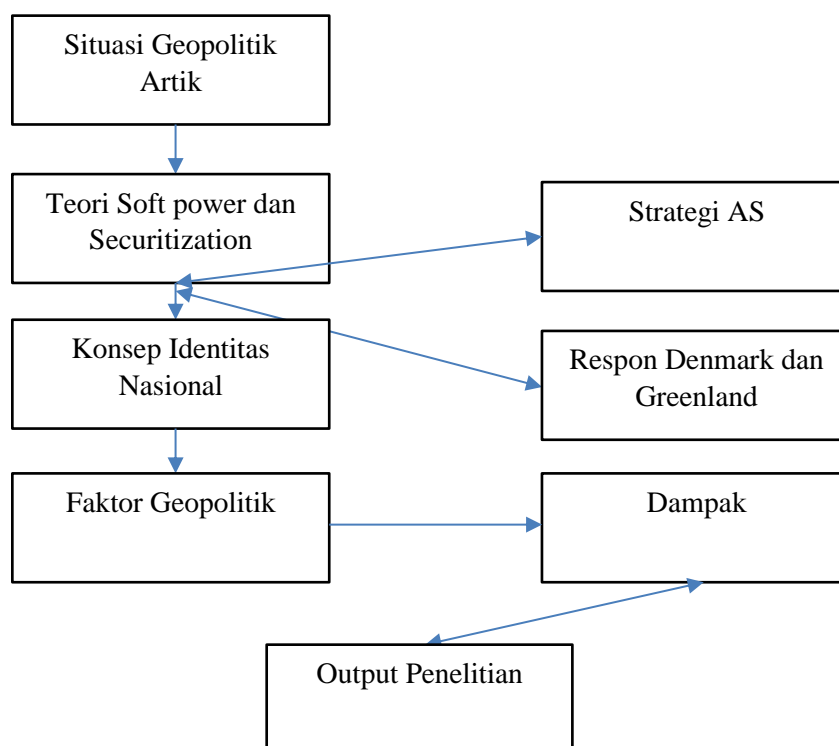 Situasi Geopolitik
Artik
Teori Soft power dan
Securitization
Strategi AS
Konsep Identitas
Nasional
Respon Denmark dan
Greenland
Faktor Geopolitik
Dampak
Output Penelitian